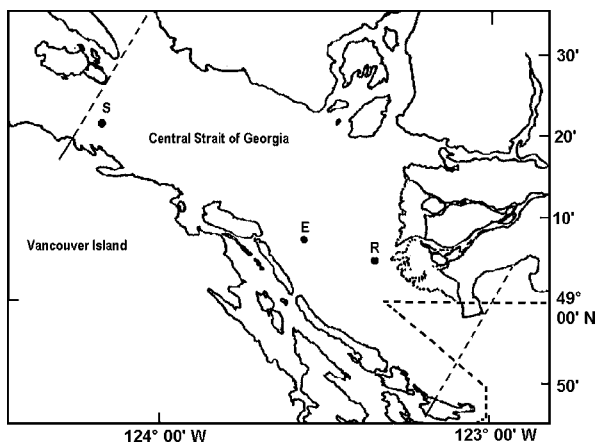 30'
S
20'
Central Strait of Georgia
10'
E
R
Vancouver Island
49°
00' N
50'
124° 00' W
123° 00' W